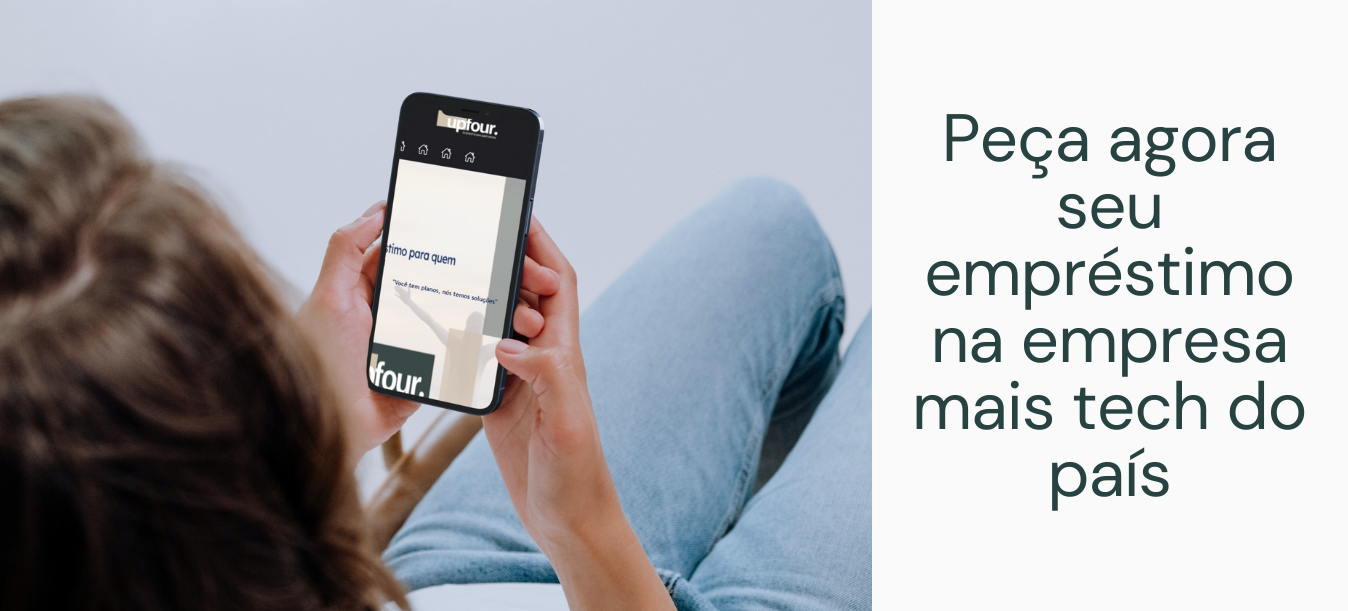 upfour.
stimo para quem
"Você tem planos, nós temos soluções"
pfour.
Peça agora
seu
empréstimo
na empresa
mais tech do
país